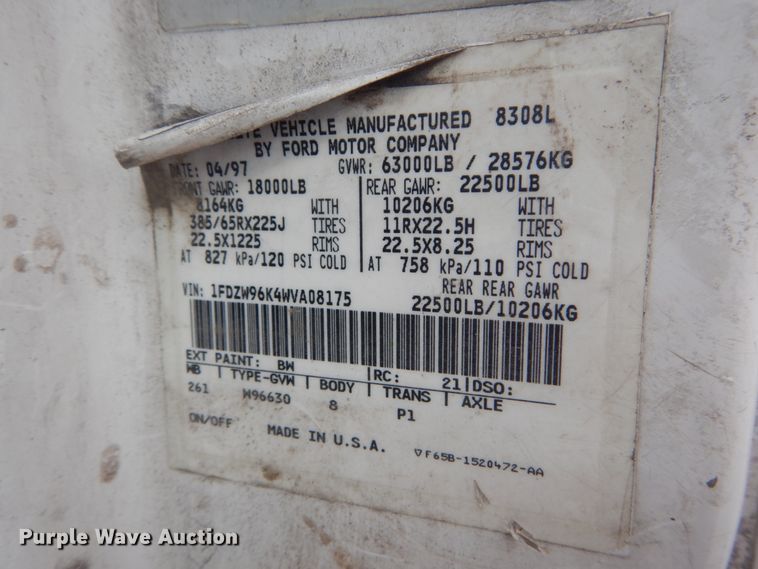 VEHICLE MANUFACTURED 8308L
BY FORD MOTOR COMPANY
DATE: 04/97 GVWR: 63000LB / 28576KG
FRONT GAWR: 18000LB REAR GAWR: 22500LB
8164KG WITH 10206KG WITH
385/65RX225J TIRES 11RX22.5H TIRES
22.5X1225 RIMS 22.5X8.25 RIMS
AT 827 kPa/120 PSI COLD AT 758 kPa/110 PSI COLD
REAR REAR GAWR
VIN: 1FDZW96K4WVA08175 22500LB/10206KG
EXT PAINT: BW RC: 21 DSO:
WB TYPE-GVW BODY TRANS AXLE
261 W96630 8 P1
ON/OFF
MADE IN U.S.A. F65B-1520472-AA
Purple Wave Auction